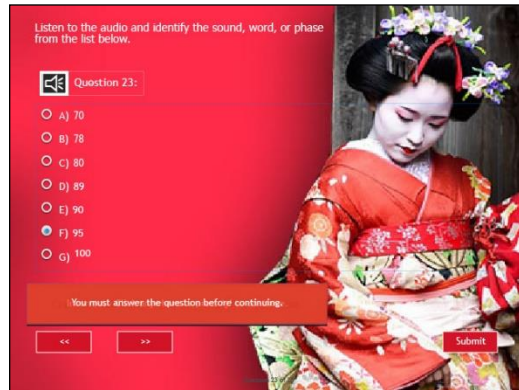 Listen to the audio and identify the sound, word, or phase
from the list below.
Question 23:
A) 70
B) 78
C) 80
D) 89
E) 90
F) 95
G) 100
You must answer the question before continuing.
<<
>>
Submit